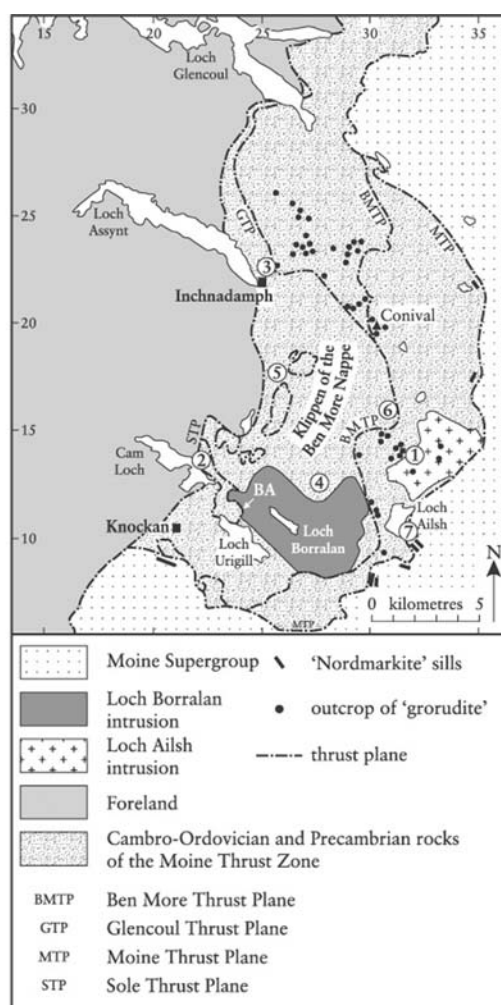 15
20
25
30
35
Loch
Glencoul
30
25
20
15
10
Loch
Assynt
GTP
BMTP
MTP
3
Inchnadamph
Conival
5
Klippen of the
Ben More Nappe
6
BMTP
STP
Cam
Loch
2
4
1
BA
Loch
Ailsh
7
Knockan
Loch
Borralan
Loch
Urigill
N
0 kilometres 5
MTP
Moine Supergroup
'Nordmarkite' sills
Loch Borralan
intrusion
outcrop of 'grorudite'
Loch Ailsh
intrusion
thrust plane
Foreland
Cambro-Ordovician and Precambrian rocks
of the Moine Thrust Zone
BMTP Ben More Thrust Plane
GTP Glencoul Thrust Plane
MTP Moine Thrust Plane
STP Sole Thrust Plane